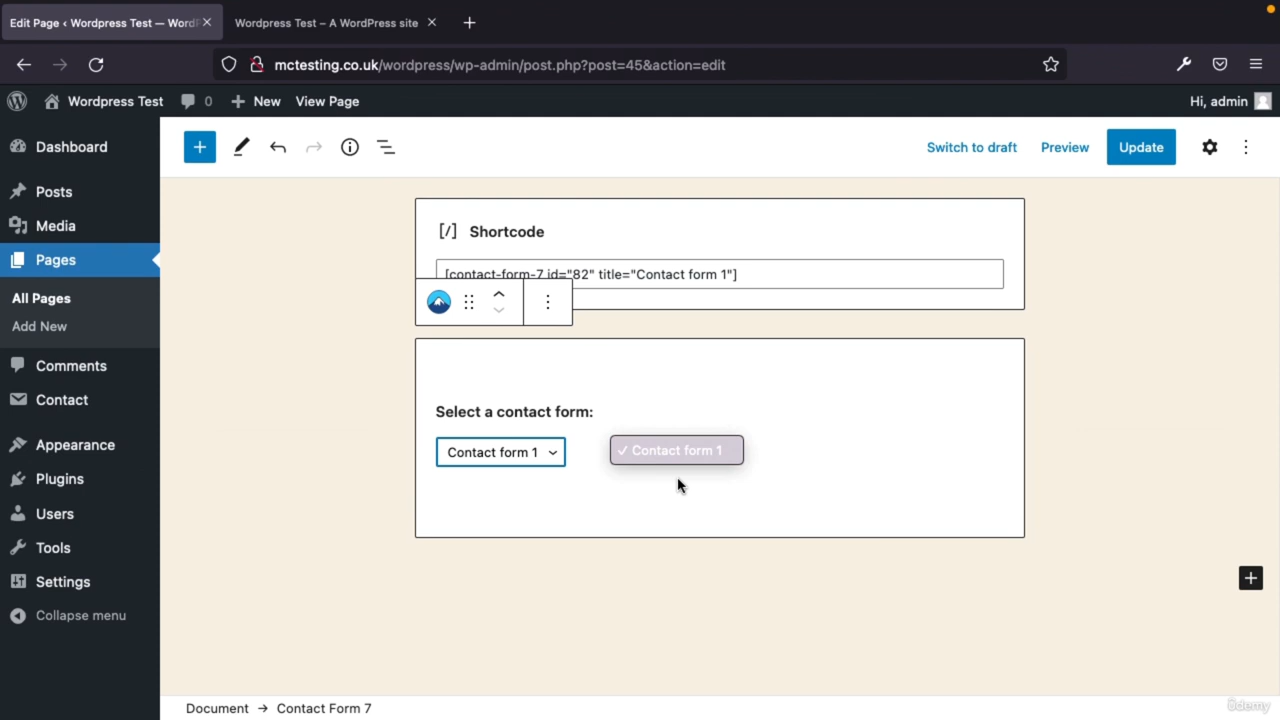 Edit Page ‹ Wordpress Test — Word
Wordpress Test – A WordPress site
mctesting.co.uk/wordpress/wp-admin/post.php?post=45&action=edit
Wordpress Test
0
New
View Page
Hi, admin
Dashboard
Posts
Media
Pages
All Pages
Add New
Comments
Contact
Appearance
Plugins
Users
Tools
Settings
Collapse menu
Switch to draft
Preview
Update
[/] Shortcode
[contact-form-7 id="82" title="Contact form 1"]
Select a contact form:
Contact form 1
✓ Contact form 1
Document → Contact Form 7
ûdemy